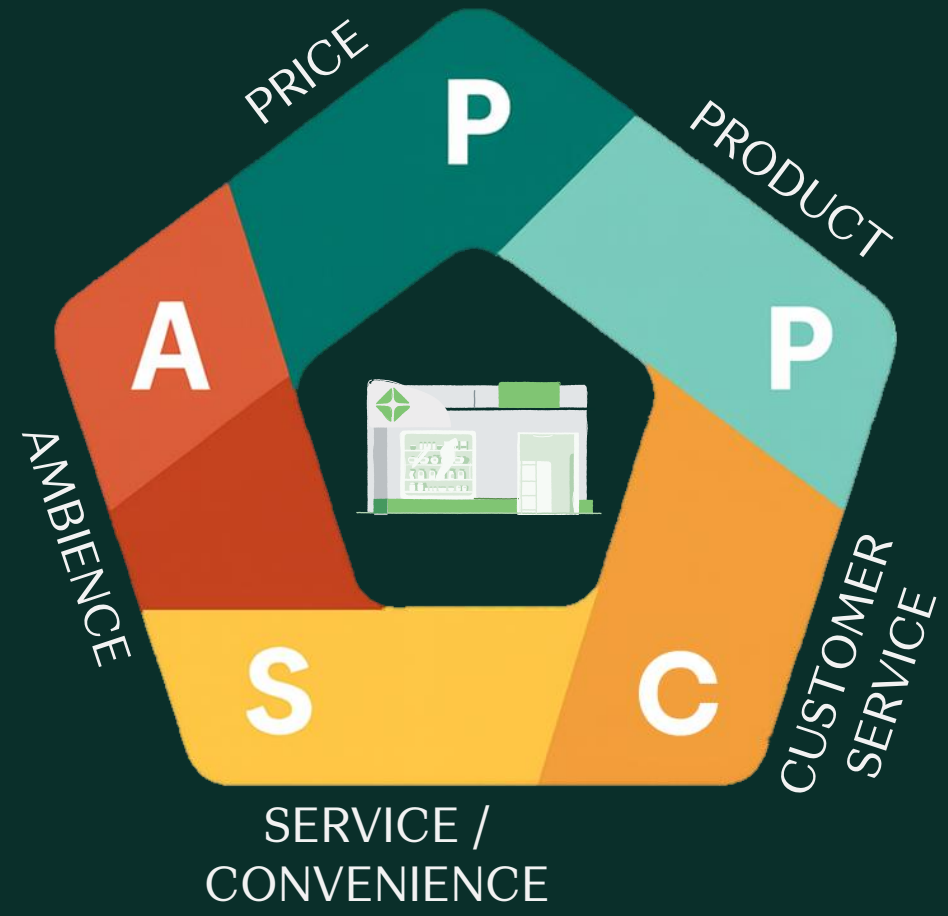 PRICE
P
PRODUCT
P
A
AMBIENCE
CUSTOMER
SERVICE
S
C
SERVICE /
CONVENIENCE